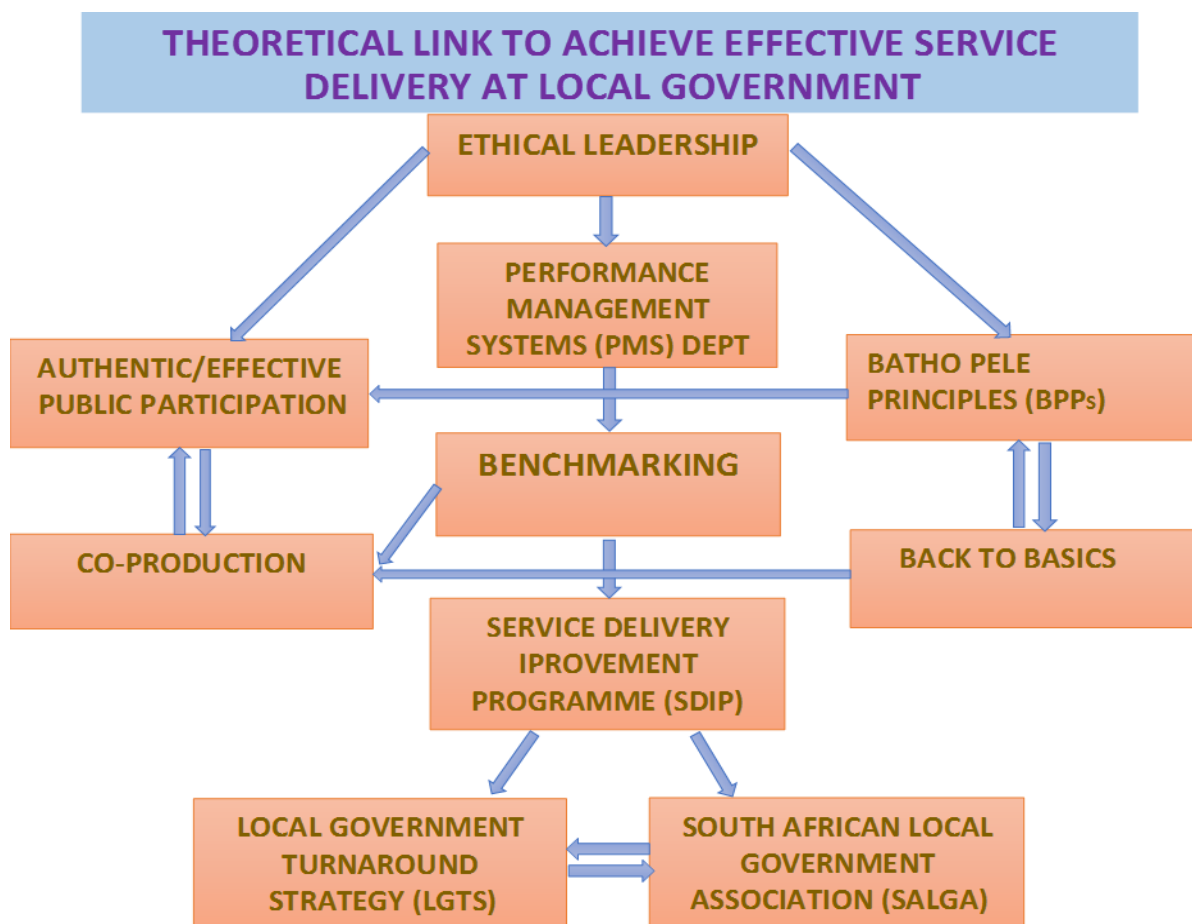 THEORETICAL LINK TO ACHIEVE EFFECTIVE SERVICE
DELIVERY AT LOCAL GOVERNMENT
ETHICAL LEADERSHIP
PERFORMANCE
MANAGEMENT
SYSTEMS (PMS) DEPT
AUTHENTIC/EFFECTIVE
PUBLIC PARTICIPATION
BATHO PELE
PRINCIPLES (BPPs)
BENCHMARKING
CO-PRODUCTION
BACK TO BASICS
SERVICE DELIVERY
IPROVEMENT
PROGRAMME (SDIP)
LOCAL GOVERNMENT
TURNAROUND
STRATEGY (LGTS)
SOUTH AFRICAN LOCAL
GOVERNMENT
ASSOCIATION (SALGA)